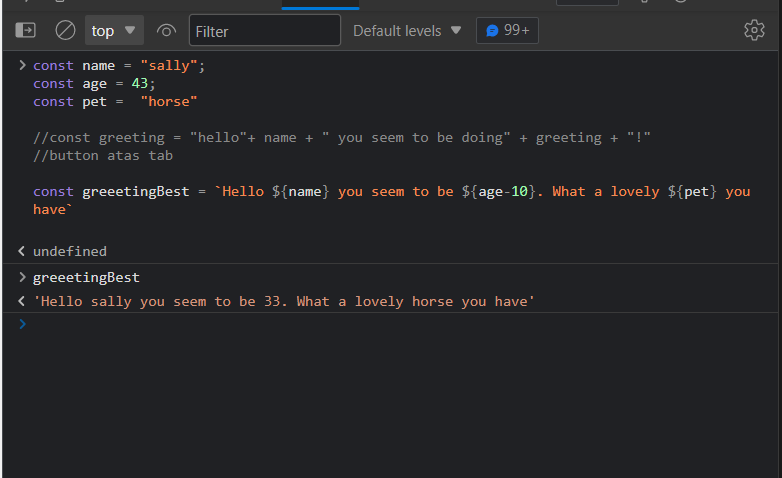 top
Filter
Default levels
99+
const name = "sally";
const age = 43;
const pet =  "horse"
//const greeting = "hello"+ name + " you seem to be doing" + greeting + "!"
//button atas tab
const greeetingBest = `Hello ${name} you seem to be ${age-10}. What a lovely ${pet} you
have`
undefined
greeetingBest
'Hello sally you seem to be 33. What a lovely horse you have'